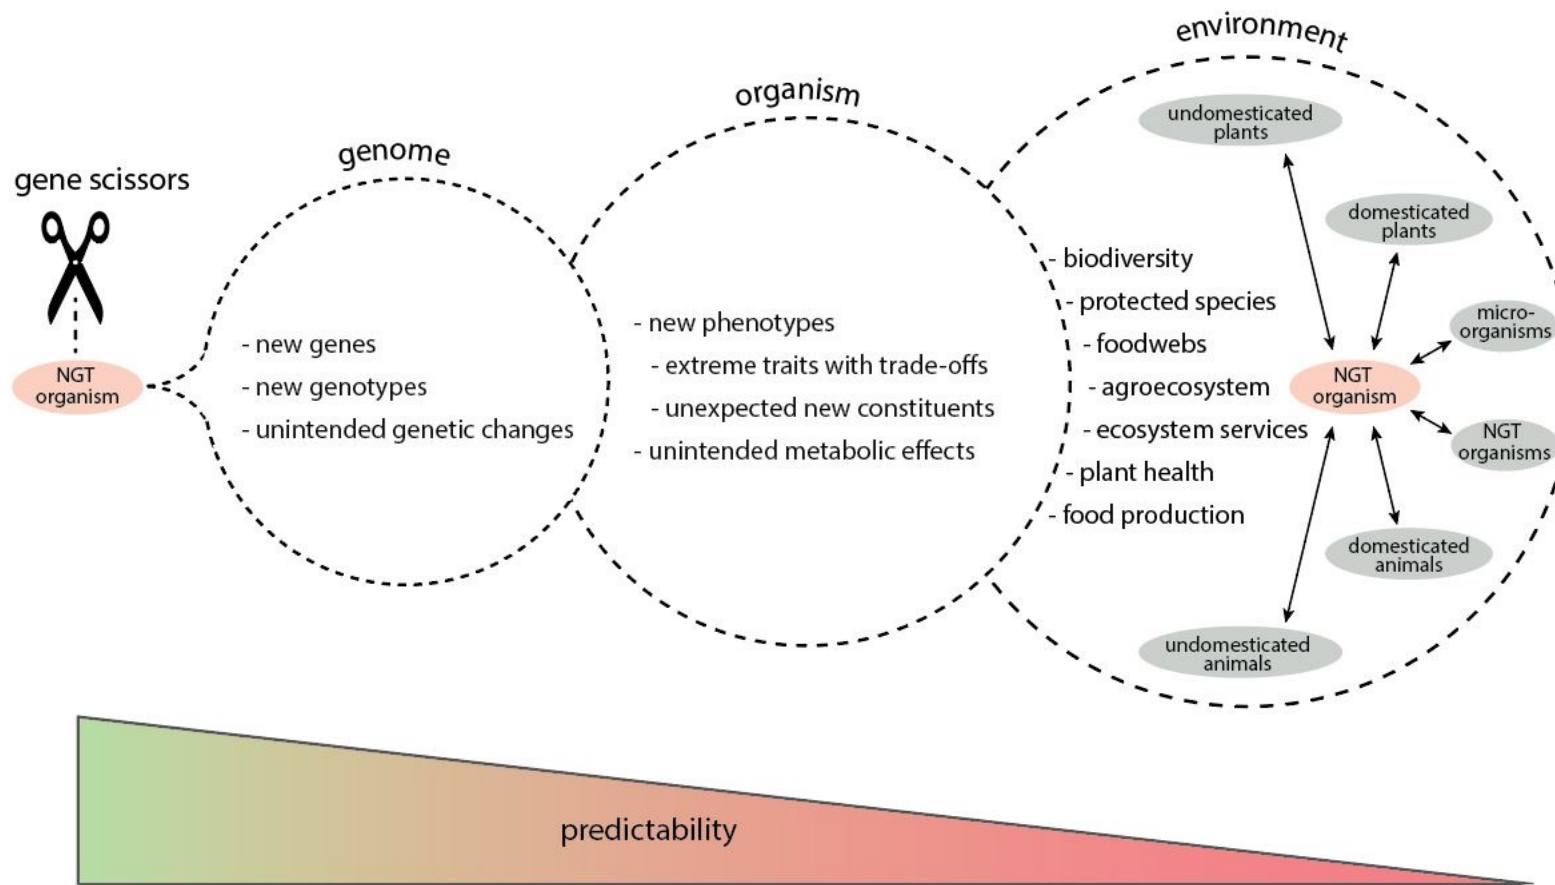 gene scissors
NGT
organism
genome
- new genes
- new genotypes
- unintended genetic changes
organism
- new phenotypes
- extreme traits with trade-offs
- unexpected new constituents
- unintended metabolic effects
environment
- biodiversity
- protected species
- foodwebs
- agroecosystem
- ecosystem services
- plant health
- food production
undomesticated
plants
domesticated
plants
micro-
organisms
NGT
organism
NGT
organisms
domesticated
animals
undomesticated
animals
predictability